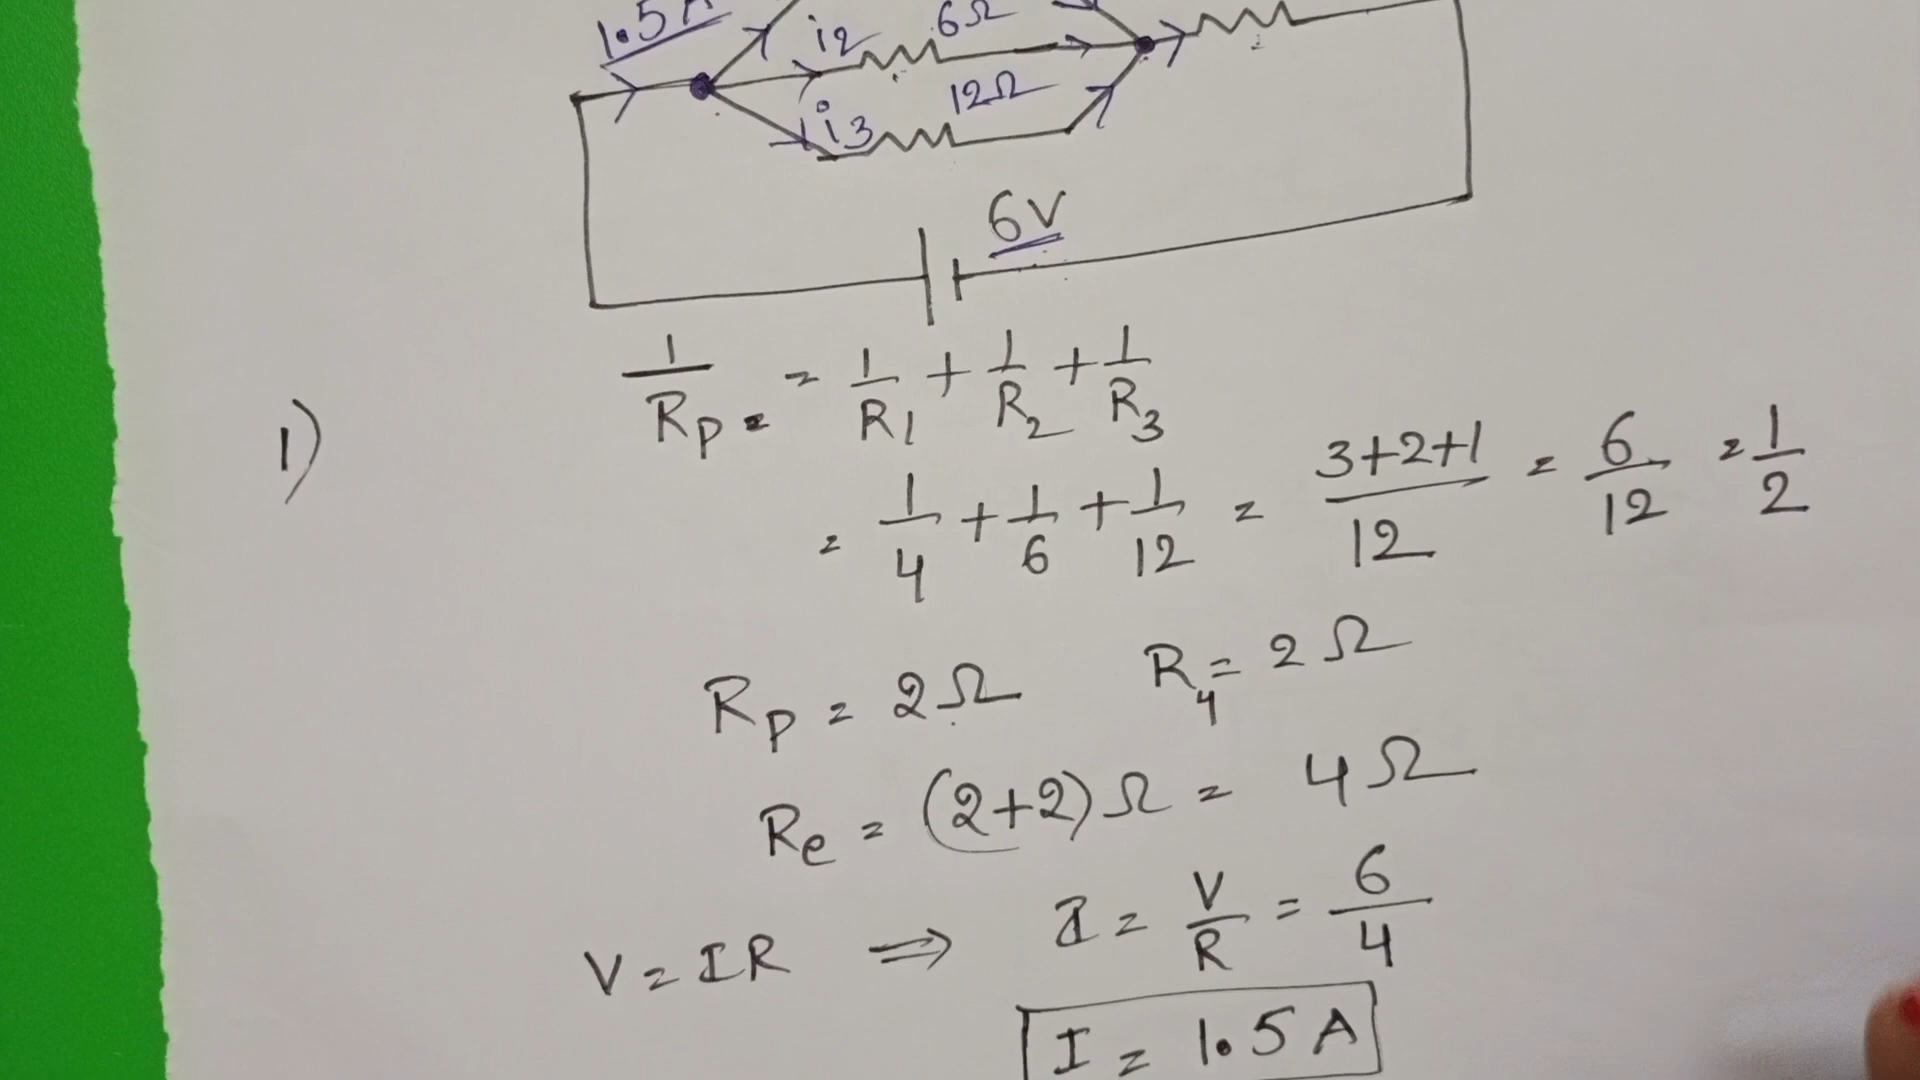 1.5 A
i2 6Ω
i3 12Ω
6V
1) 1/Rp = 1/R1 + 1/R2 + 1/R3
= 1/4 + 1/6 + 1/12 = 3+2+1/12 = 6/12 = 1/2
Rp = 2Ω R4 = 2Ω
Re = (2+2)Ω = 4Ω
V = IR ⇒ I = V/R = 6/4
I = 1.5 A